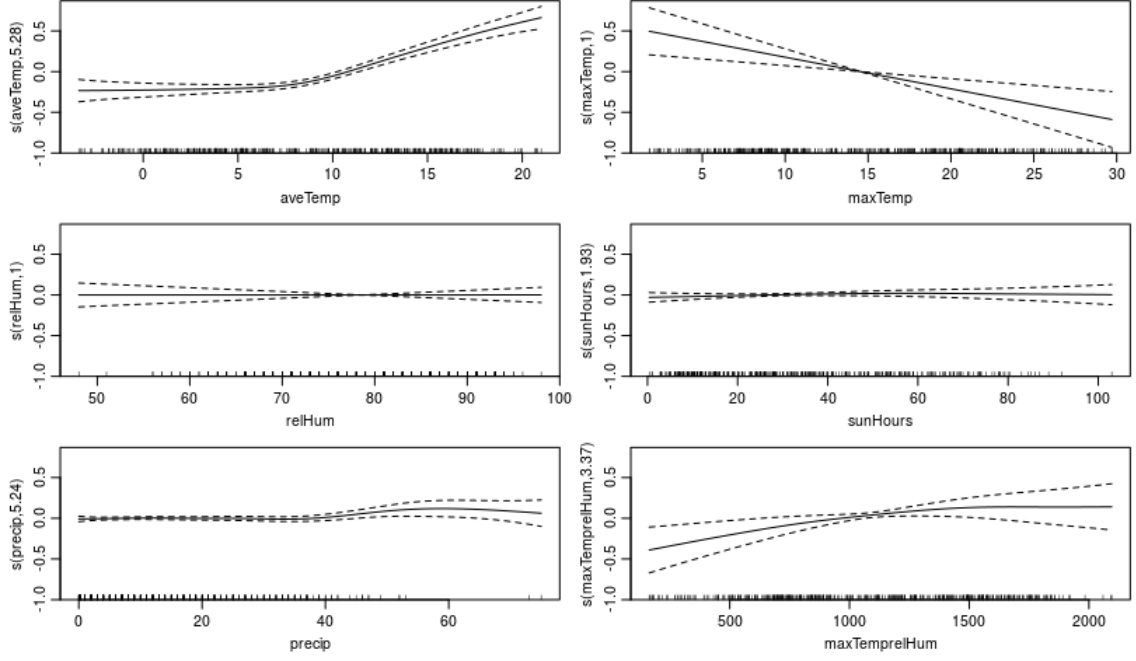 s(aveTemp,5.28)
0.5
0.0
-0.5
-1.0
0 5 10 15 20
aveTemp
s(maxTemp,1)
0.5
0.0
-0.5
-1.0
5 10 15 20 25 30
maxTemp
s(relHum,1)
0.5
0.0
-0.5
-1.0
50 60 70 80 90 100
relHum
s(sunHours,1.93)
0.5
0.0
-0.5
-1.0
0 20 40 60 80 100
sunHours
s(precip,5.24)
0.5
0.0
-0.5
-1.0
0 20 40 60
precip
s(maxTemprelHum,3.37)
0.5
0.0
-0.5
-1.0
500 1000 1500 2000
maxTemprelHum